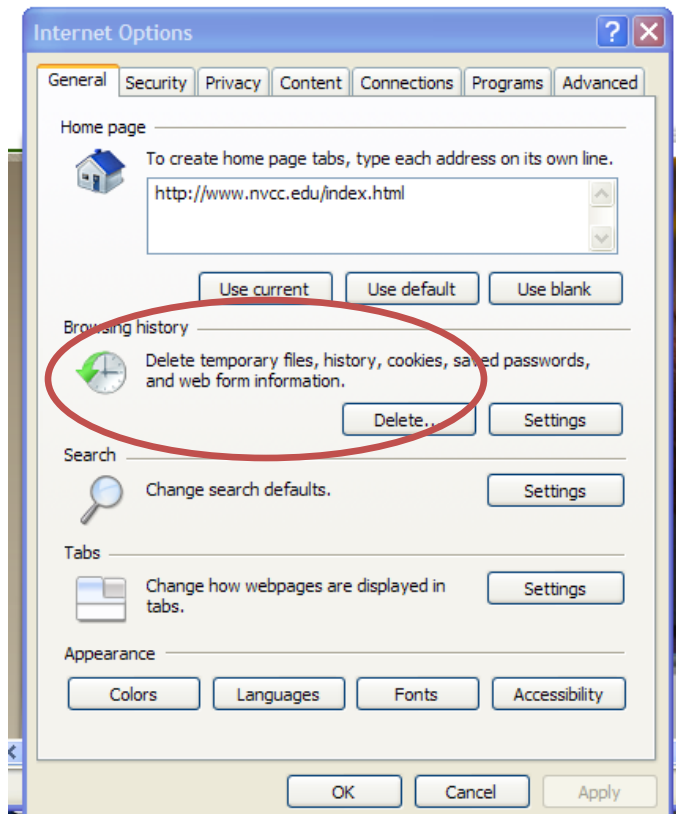 Internet Options
General Security Privacy Content Connections Programs Advanced
Home page
To create home page tabs, type each address on its own line.
http://www.nvcc.edu/index.html
Use current Use default Use blank
Browsing history
Delete temporary files, history, cookies, saved passwords,
and web form information.
Delete... Settings
Search
Change search defaults. Settings
Tabs
Change how webpages are displayed in
tabs.
Settings
Appearance
Colors Languages Fonts Accessibility
OK Cancel Apply